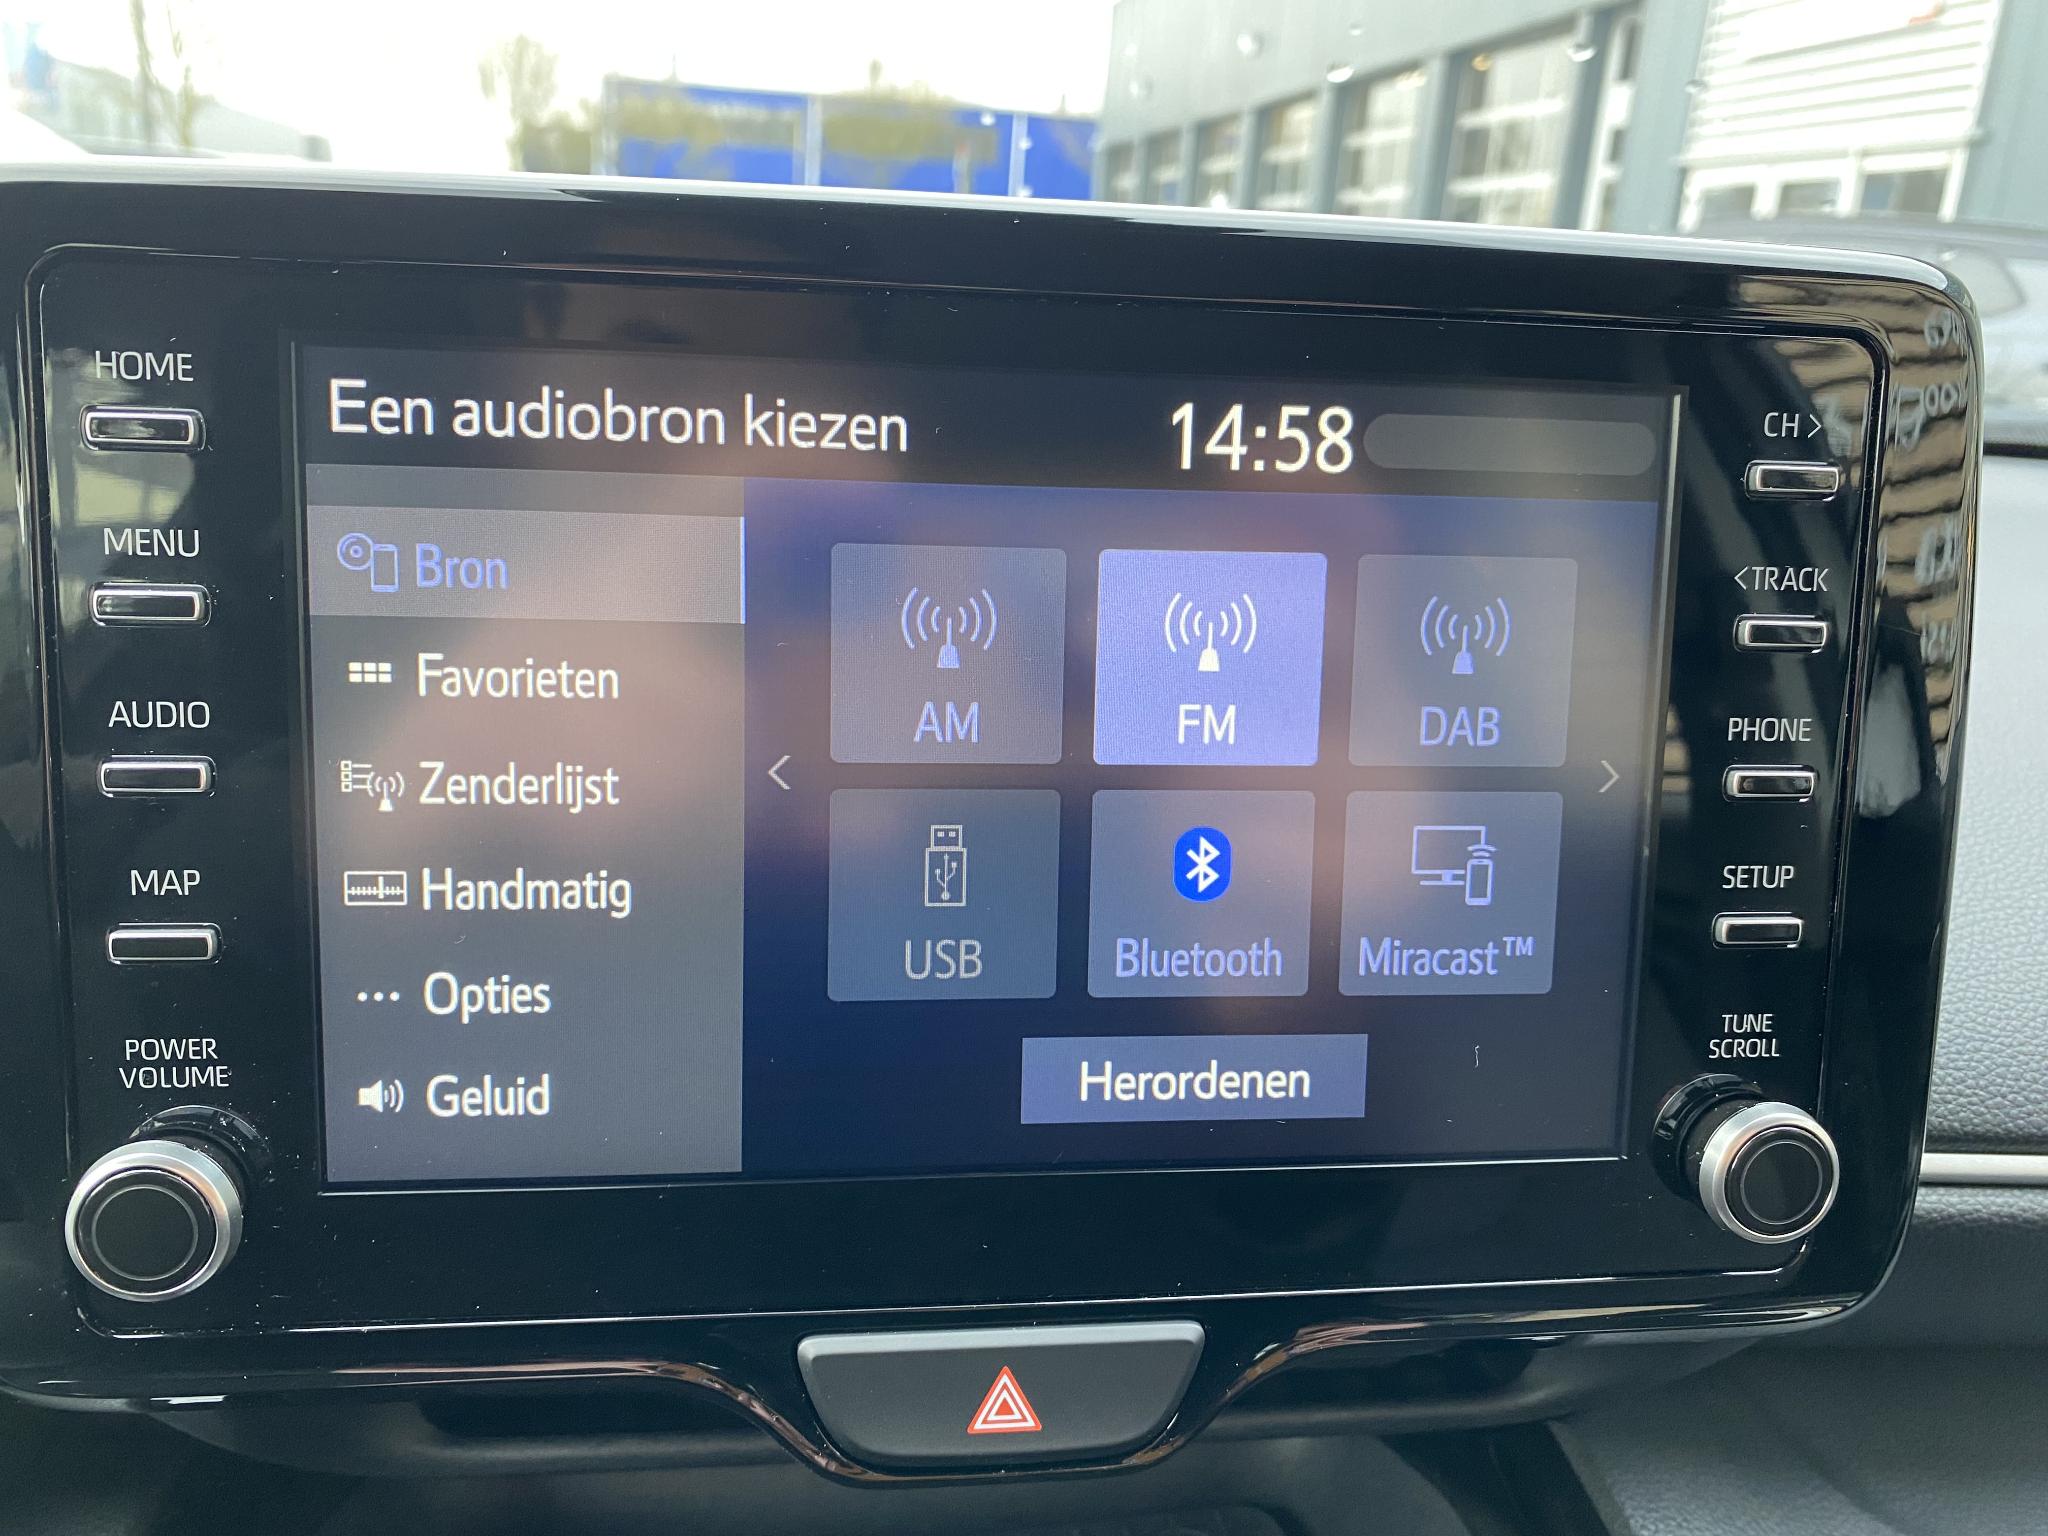 HOME
MENU
AUDIO
MAP
POWER
VOLUME
Een audiobron kiezen
14:58
Bron
Favorieten
Zenderlijst
Handmatig
Opties
Geluid
AM
FM
DAB
USB
Bluetooth
Miracast™
Herordenen
CH >
< TRACK
PHONE
SETUP
TUNE
SCROLL